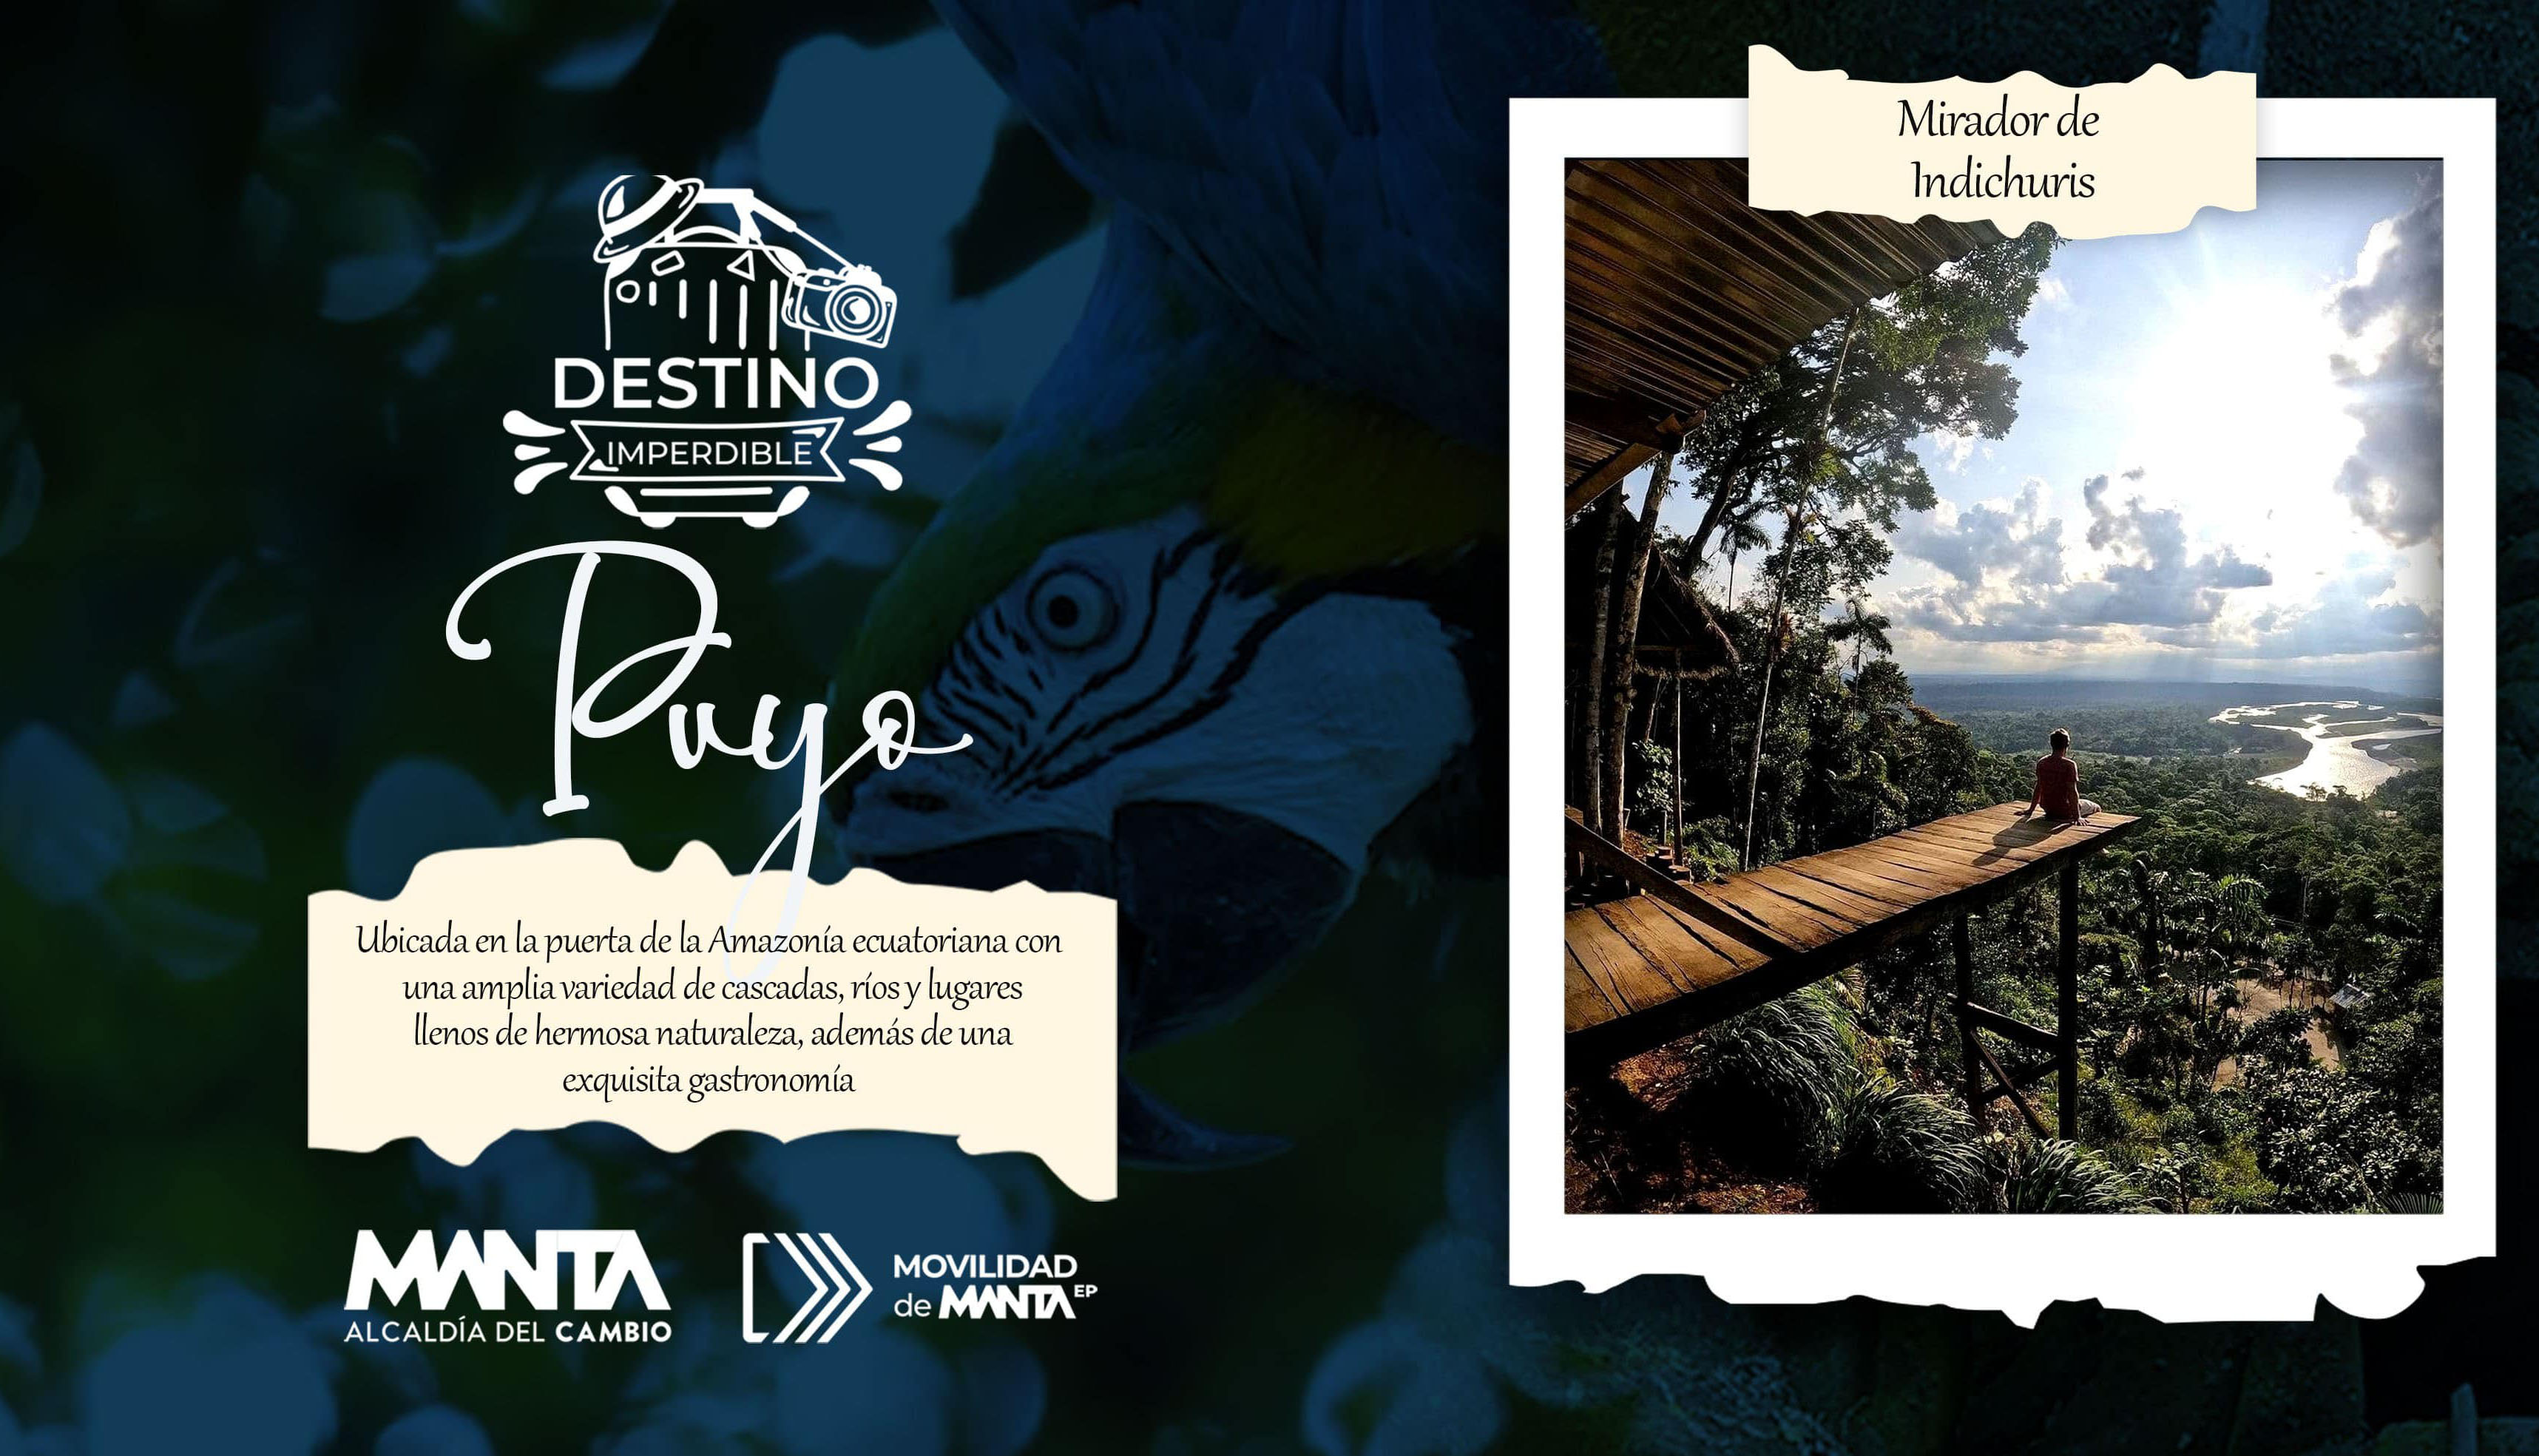 DESTINO
IMPERDIBLE
Puyo
Ubicada en la puerta de la Amazonía ecuatoriana con
una amplia variedad de cascadas, ríos y lugares
llenos de hermosa naturaleza, además de una
exquisita gastronomía
MANTA
ALCALDÍA DEL CAMBIO
MOVILIDAD
de MANTA EP
Mirador de
Indichuris